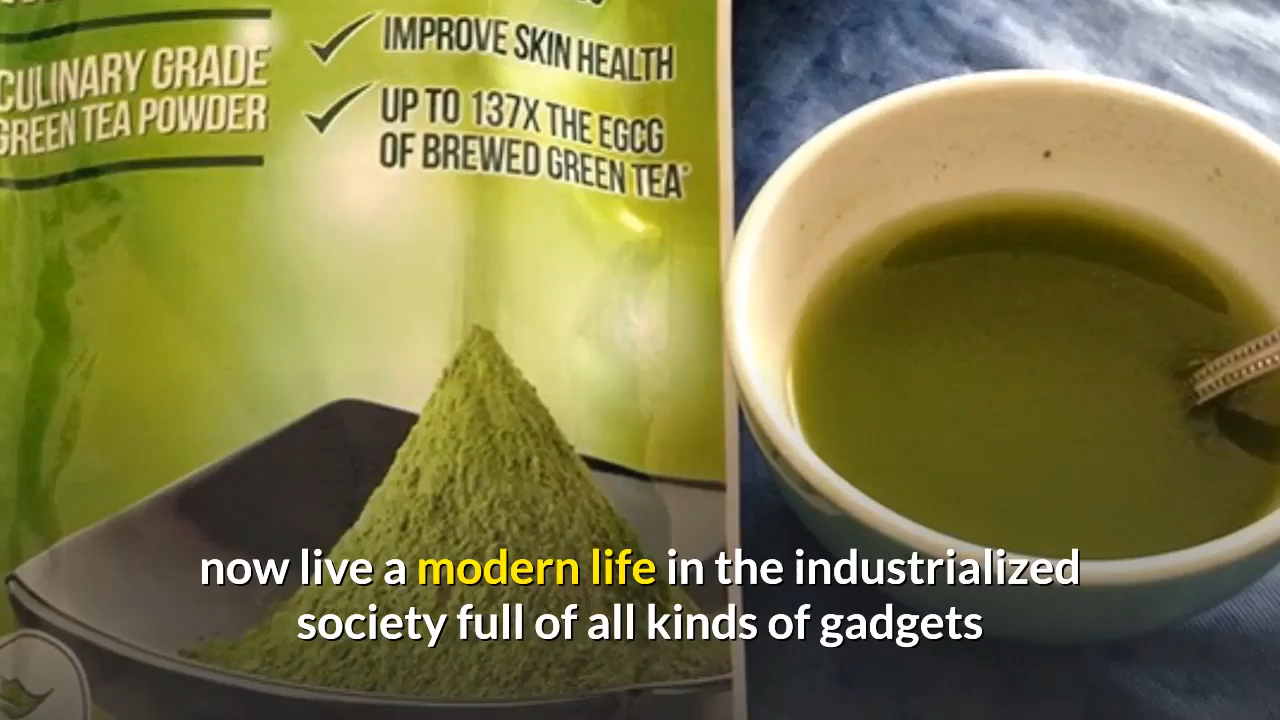 CULINARY GRADE
GREEN TEA POWDER
IMPROVE SKIN HEALTH
UP TO 137X THE EGCG
OF BREWED GREEN TEA*
now live a modern life in the industrialized
society full of all kinds of gadgets